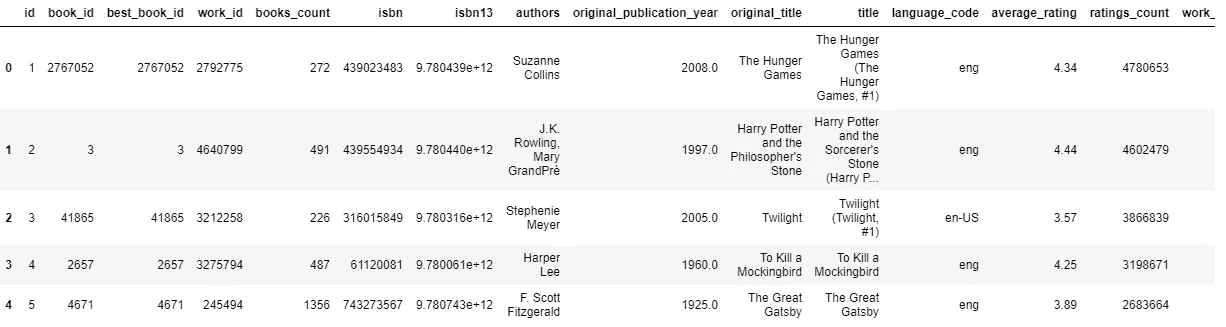 id book_id best_book_id work_id books_count isbn isbn13 authors original_publication_year original_title title language_code average_rating ratings_count work_
0 1 2767052 2767052 2792775 272 439023483 9.780439e+12 Suzanne Collins 2008.0 The Hunger Games The Hunger Games (The Hunger Games, #1) eng 4.34 4780653
1 2 3 3 4640799 491 439554934 9.780440e+12 J.K. Rowling, Mary GrandPré 1997.0 Harry Potter and the Philosopher's Stone Harry Potter and the Sorcerer's Stone (Harry P... eng 4.44 4602479
2 3 41865 41865 3212258 226 316015849 9.780316e+12 Stephenie Meyer 2005.0 Twilight Twilight (Twilight, #1) en-US 3.57 3866839
3 4 2657 2657 3275794 487 61120081 9.780061e+12 Harper Lee 1960.0 To Kill a Mockingbird To Kill a Mockingbird eng 4.25 3198671
4 5 4671 4671 245494 1356 743273567 9.780743e+12 F. Scott Fitzgerald 1925.0 The Great Gatsby The Great Gatsby eng 3.89 2683664